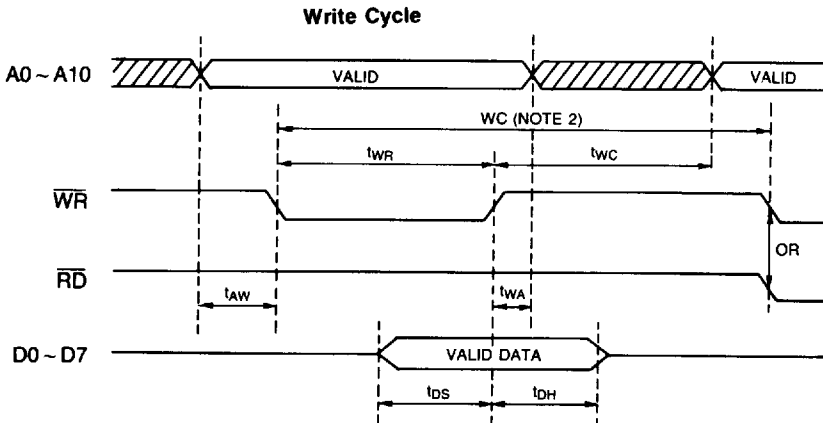 Write Cycle
A0 ~ A10
VALID
VALID
WC (NOTE 2)
tWR
tWC
WR
OR
RD
tAW
tWA
D0 ~ D7
VALID DATA
tDS
tDH